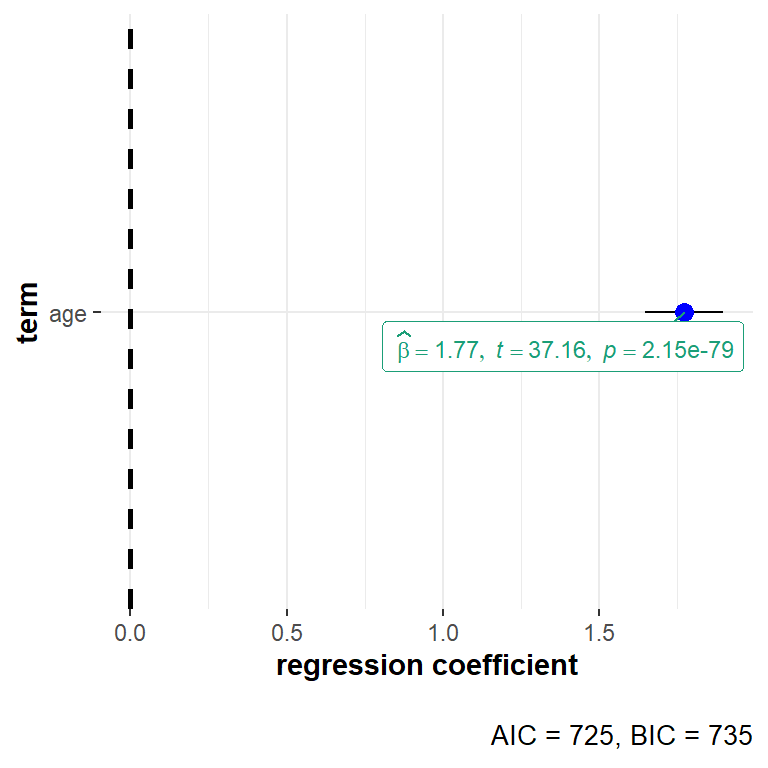 term
age
β̂ = 1.77, t = 37.16, p = 2.15e-79
0.0 0.5 1.0 1.5
regression coefficient
AIC = 725, BIC = 735